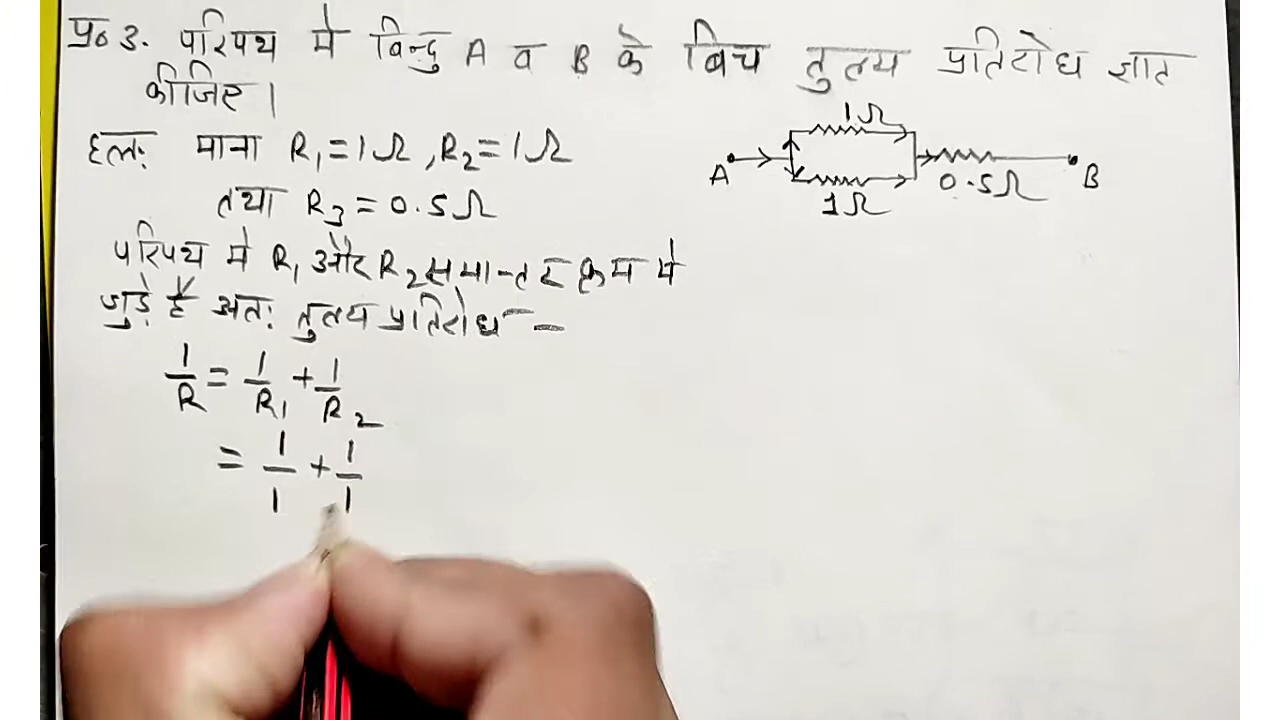 प्र० 3. परिपथ मे बिन्दु A व B के बिच तुल्य प्रतिरोध ज्ञात
कीजिए।
हलः माना R₁=1Ω, R₂=1Ω
तथा R₃=0.5Ω
1Ω
A
1Ω
0.5Ω
B
परिपथ मे R₁ और R₂ समान्तर क्रम मे
जुड़े है अतः तुल्य प्रतिरोध –
1/R = 1/R₁ + 1/R₂
= 1/1 + 1/1